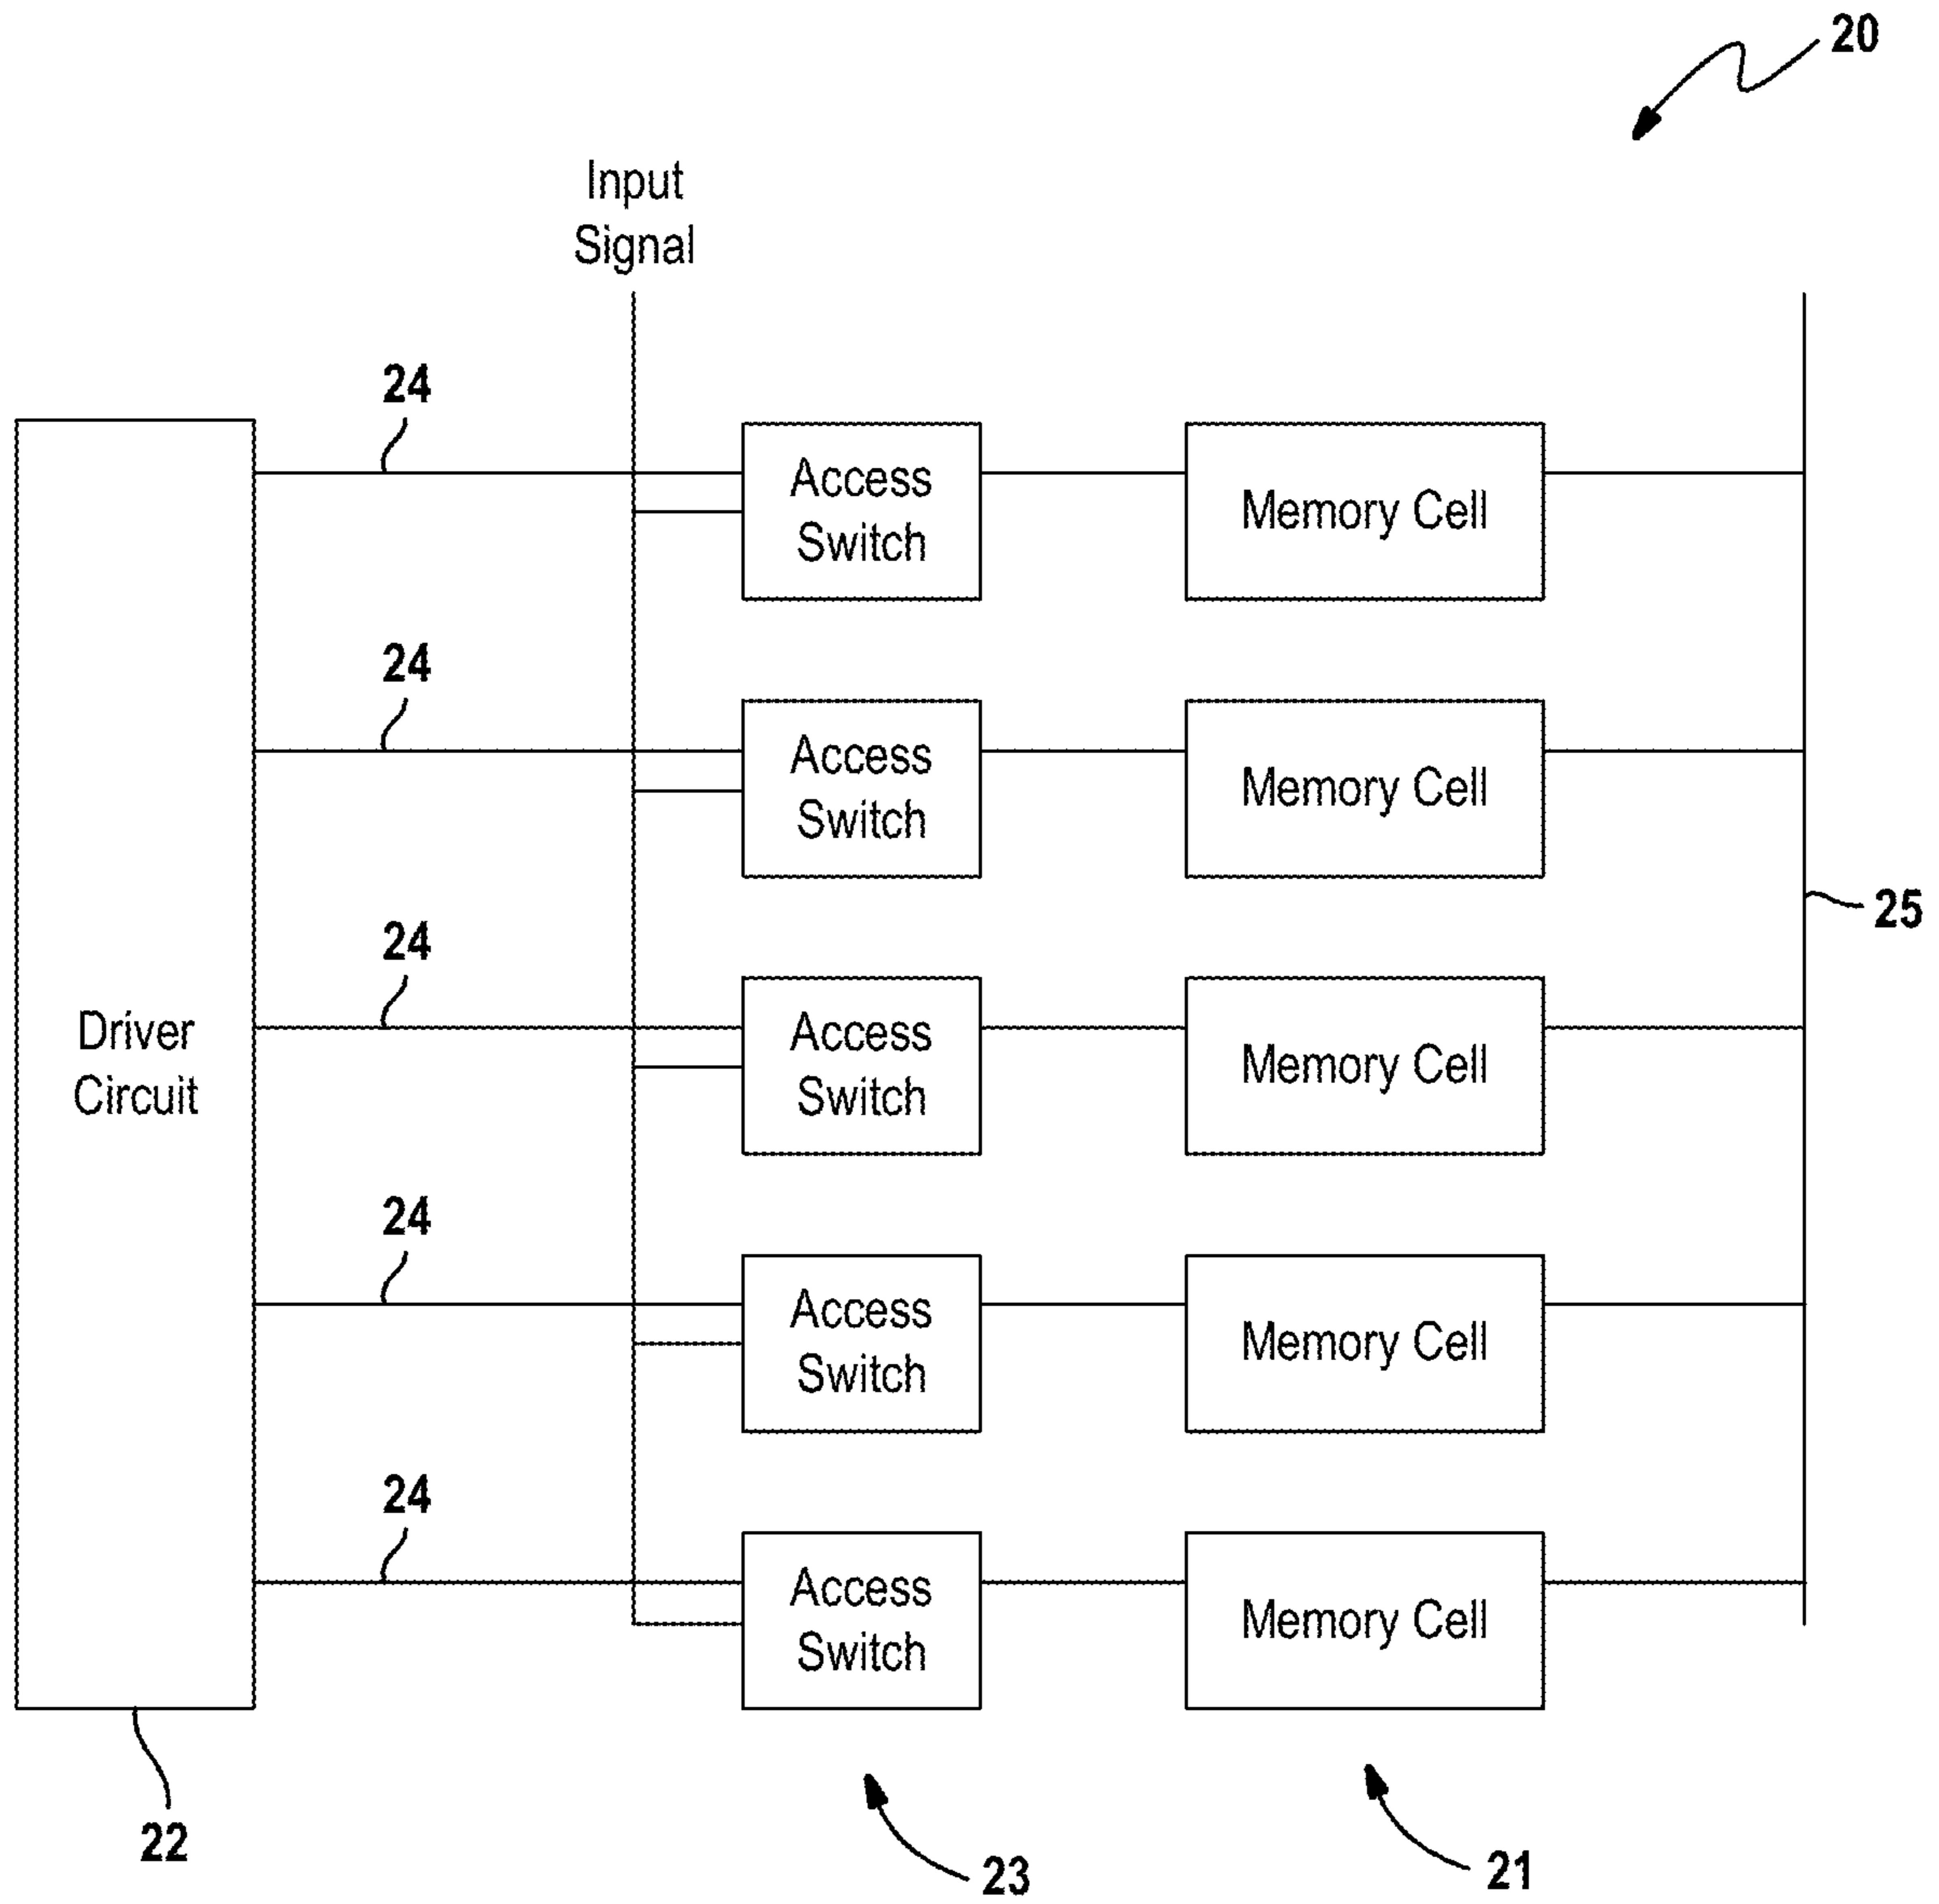 20
Input
Signal
24
Access
Switch
Memory Cell
24
Access
Switch
Memory Cell
25
24
Driver
Circuit
Access
Switch
Memory Cell
24
Access
Switch
Memory Cell
24
Access
Switch
Memory Cell
22
23
21